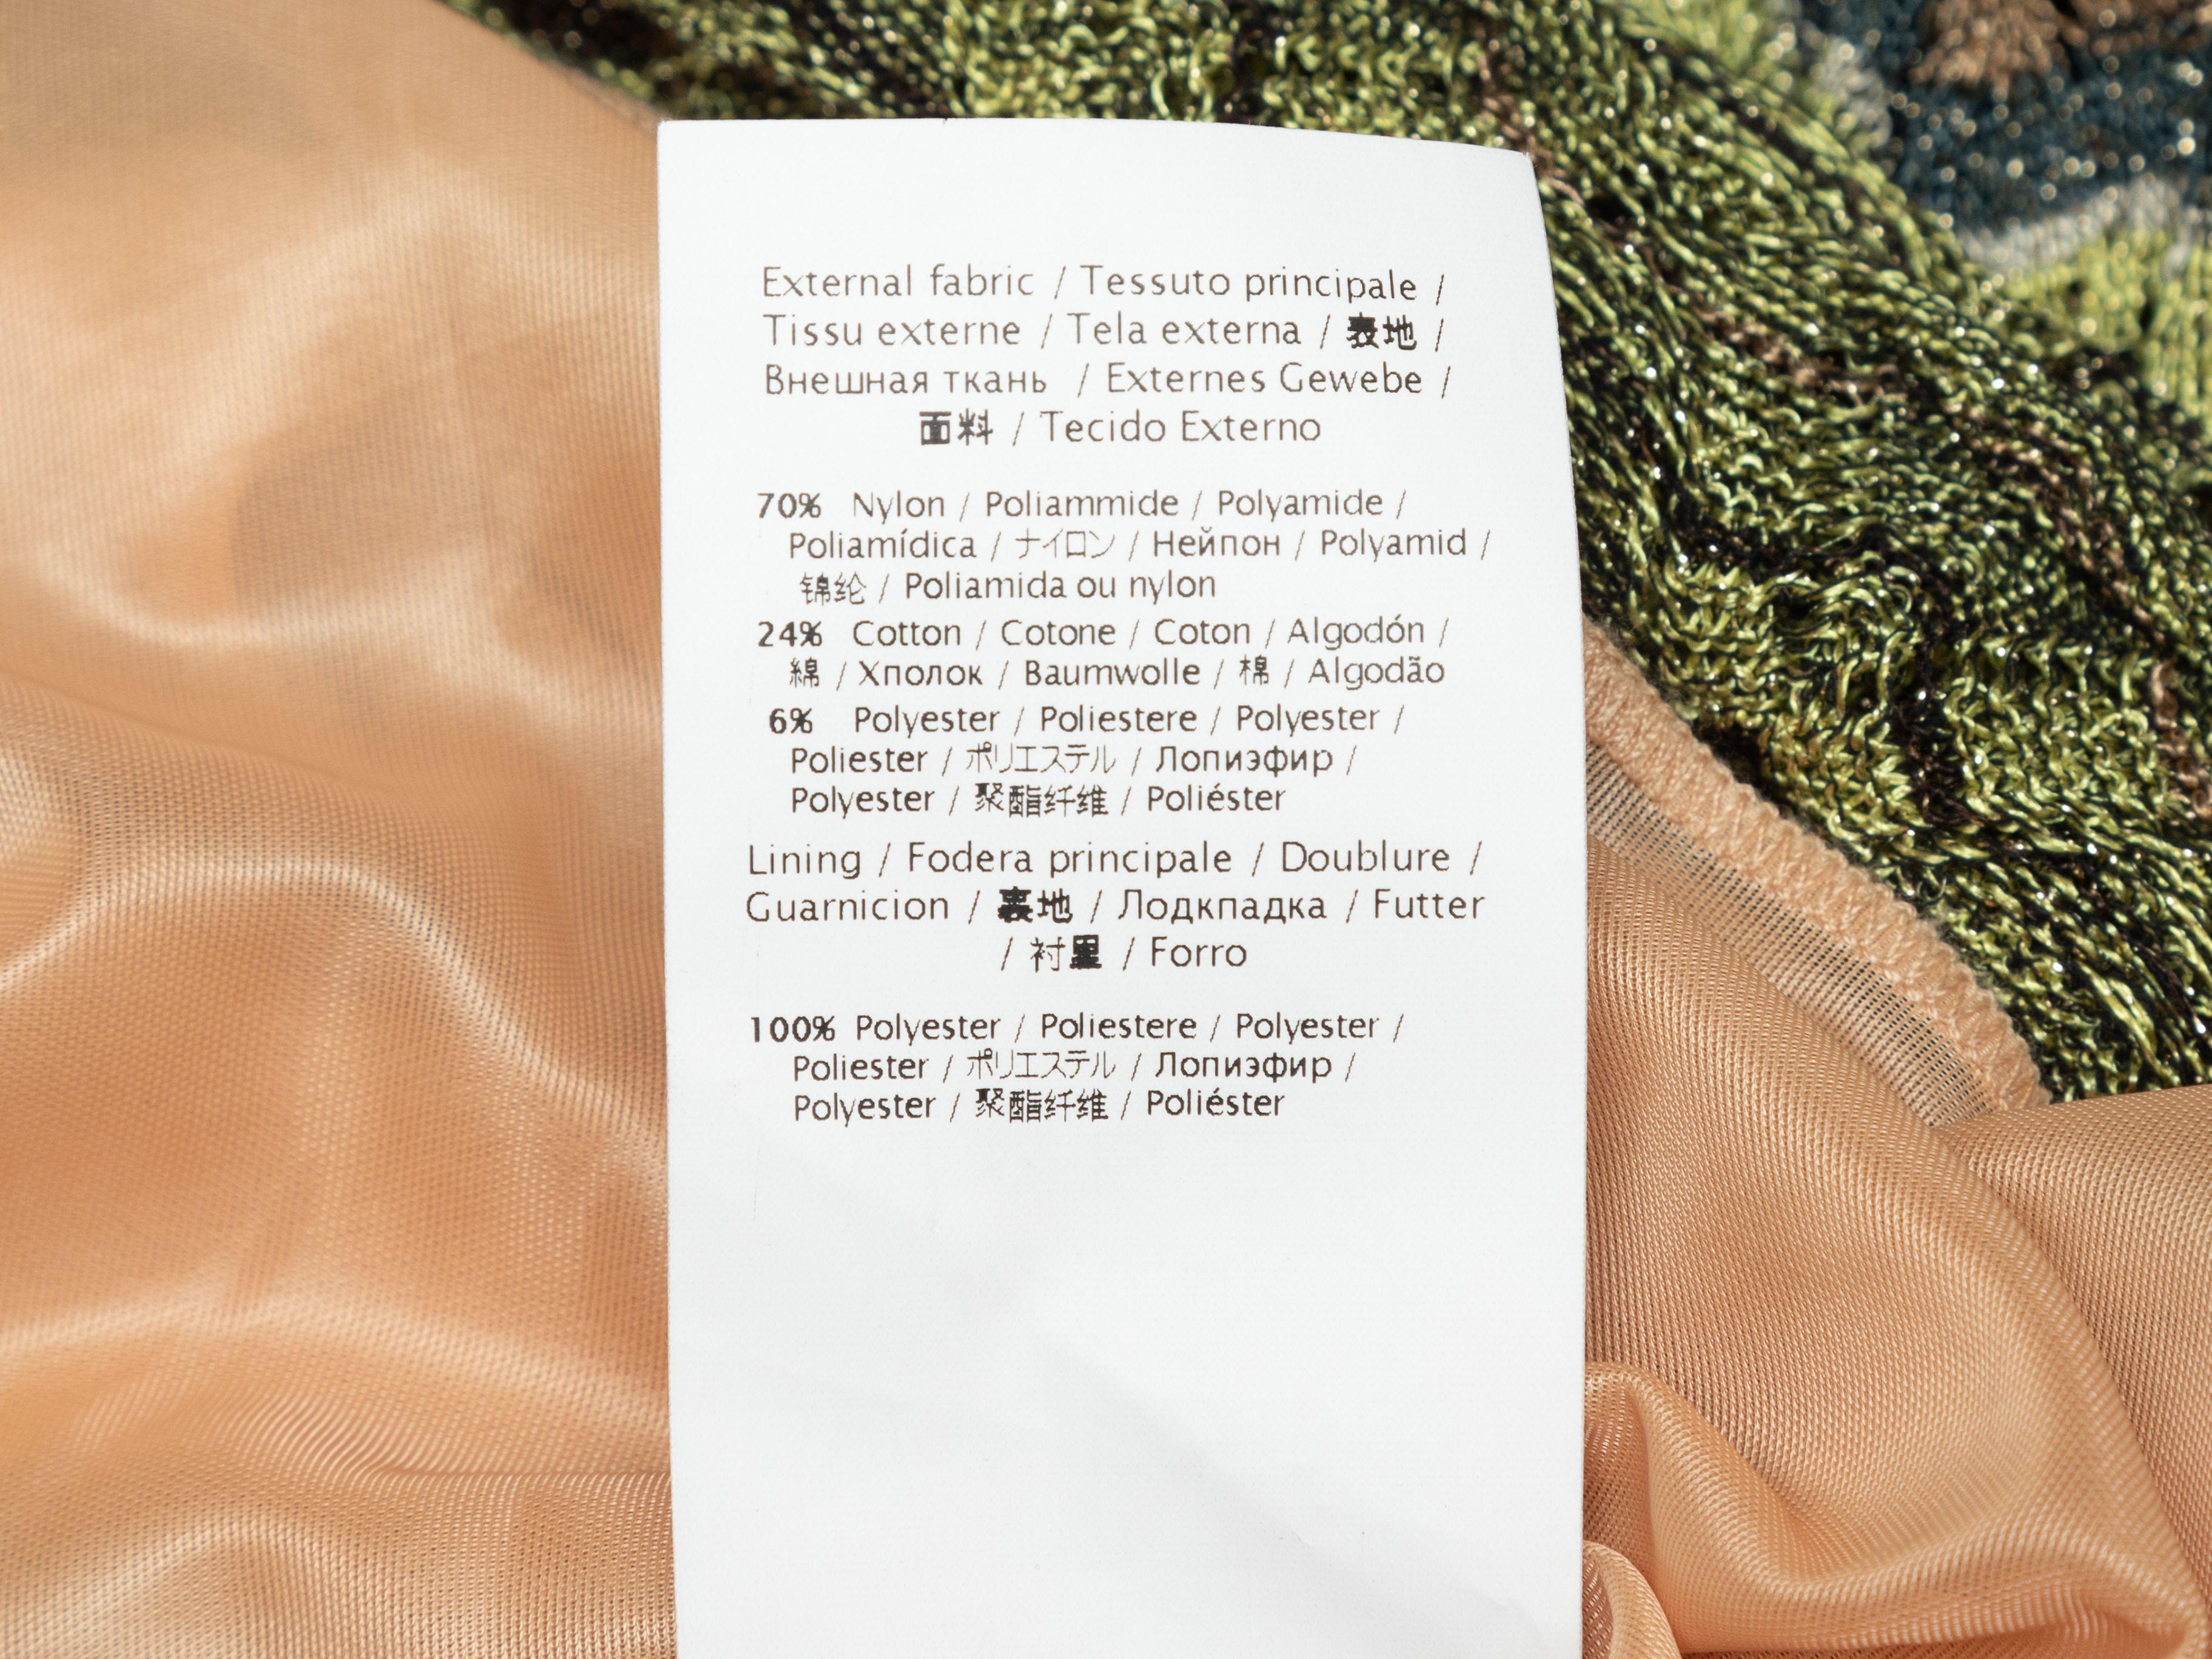 External fabric / Tessuto principale /
Tissu externe / Tela externa / 表地 /
Внешная ткань / Externes Gewebe /
面料 / Tecido Externo
70% Nylon / Poliammide / Polyamide /
Poliamídica / ナイロン / Нейпон / Polyamid /
锦纶 / Poliamida ou nylon
24% Cotton / Cotone / Coton / Algodón /
綿 / Хполок / Baumwolle / 棉 / Algodão
6% Polyester / Poliestere / Polyester /
Poliester / ポリエステル / Лопиэфир /
Polyester / 聚酯纤维 / Poliéster
Lining / Fodera principale / Doublure /
Guarnicion / 裏地 / Лодкпадка / Futter
/ 衬里 / Forro
100% Polyester / Poliestere / Polyester /
Poliester / ポリエステル / Лопиэфир /
Polyester / 聚酯纤维 / Poliéster